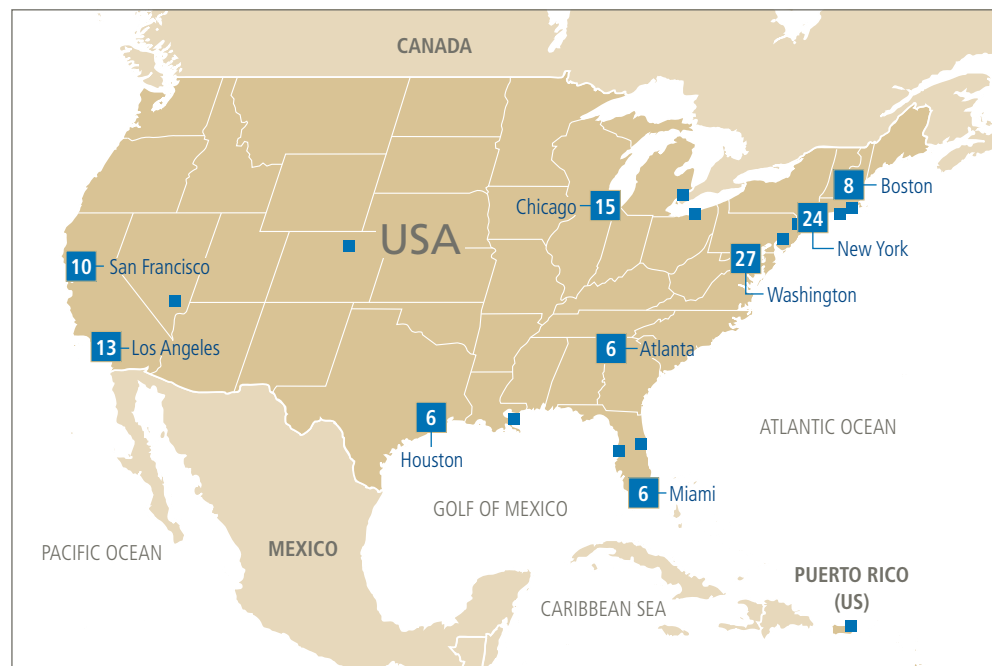 CANADA
8
Boston
Chicago
15
24
New York
USA
27
Washington
10
San Francisco
13
Los Angeles
6
Atlanta
6
Houston
ATLANTIC OCEAN
6
Miami
GOLF OF MEXICO
PACIFIC OCEAN
MEXICO
PUERTO RICO
(US)
CARIBBEAN SEA